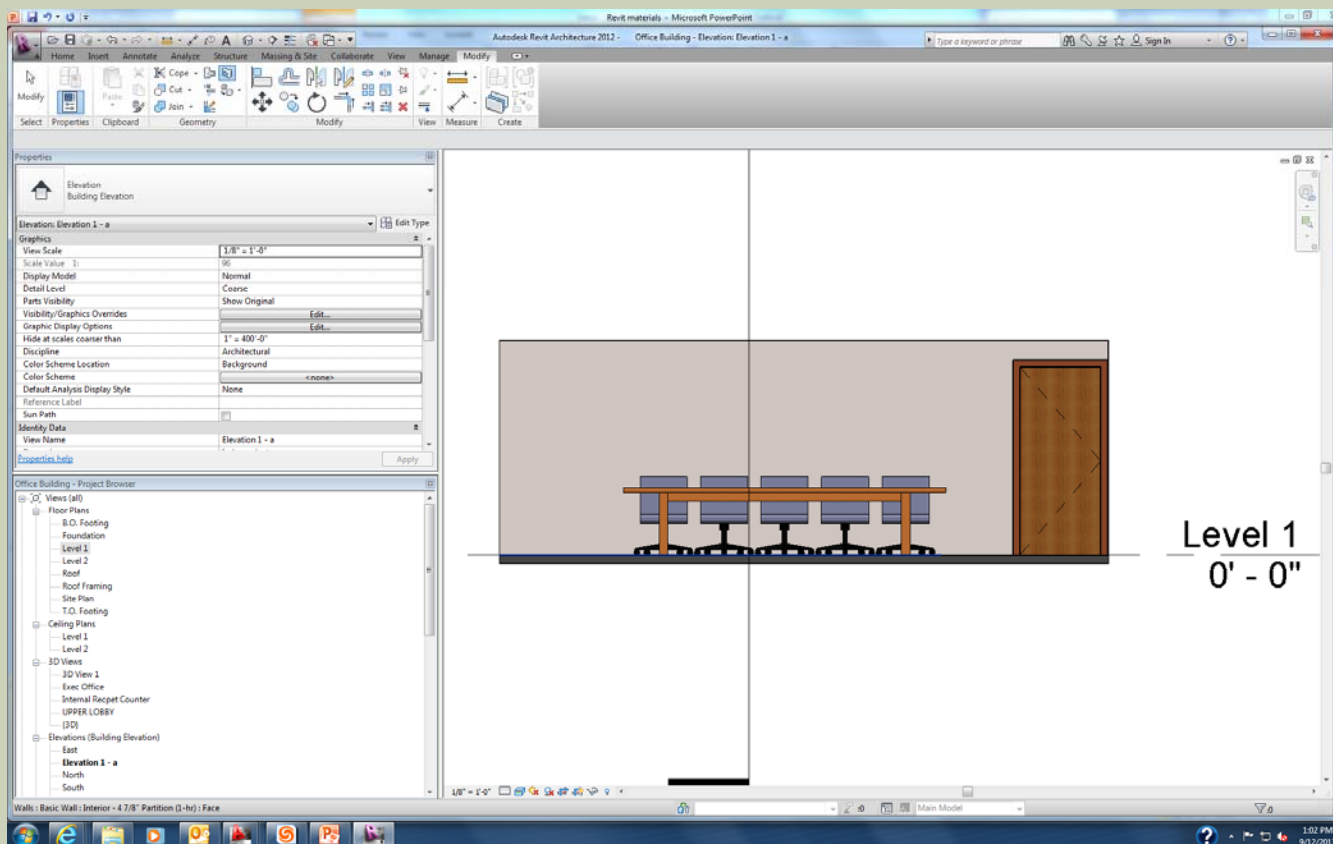 Revit materials - Microsoft PowerPoint
Autodesk Revit Architecture 2012 - Office Building - Elevation: Elevation 1 - a
Type a keyword or phrase
Sign In
Home Insert Annotate Analyze Structure Massing & Site Collaborate View Manage Modify
Modify
Paste
Cope
Cut
Join
Select Properties Clipboard Geometry Modify View Measure Create
Properties
Elevation
Building Elevation
Elevation: Elevation 1 - a
Edit Type
Graphics
View Scale 1/8" = 1'-0"
Scale Value 1: 96
Display Model Normal
Detail Level Coarse
Parts Visibility Show Original
Visibility/Graphics Overrides Edit...
Graphic Display Options Edit...
Hide at scales coarser than 1" = 400'-0"
Discipline Architectural
Color Scheme Location Background
Color Scheme <none>
Default Analysis Display Style None
Reference Label
Sun Path
Identity Data
View Name Elevation 1 - a
Properties help
Apply
Office Building - Project Browser
Views (all)
Floor Plans
B.O. Footing
Foundation
Level 1
Level 2
Roof
Roof Framing
Site Plan
T.O. Footing
Ceiling Plans
Level 1
Level 2
3D Views
3D View 1
Exec Office
Internal Recpet Counter
UPPER LOBBY
{3D}
Elevations (Building Elevation)
East
Elevation 1 - a
North
South
Level 1
0' - 0"
1/8" = 1'-0"
Walls : Basic Wall : Interior - 4 7/8" Partition (1-hr) : Face
:0
Main Model
:0
1:02 PM